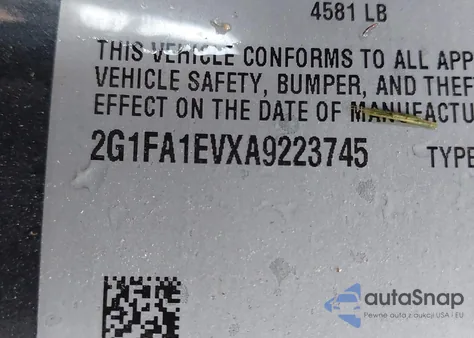 4581 LB
THIS VEHICLE CONFORMS TO ALL APP
VEHICLE SAFETY, BUMPER, AND THEF
EFFECT ON THE DATE OF MANUFACTU
2G1FA1EVXA9223745 TYPE
autaSnap
Pewne auta z aukcji USA i EU